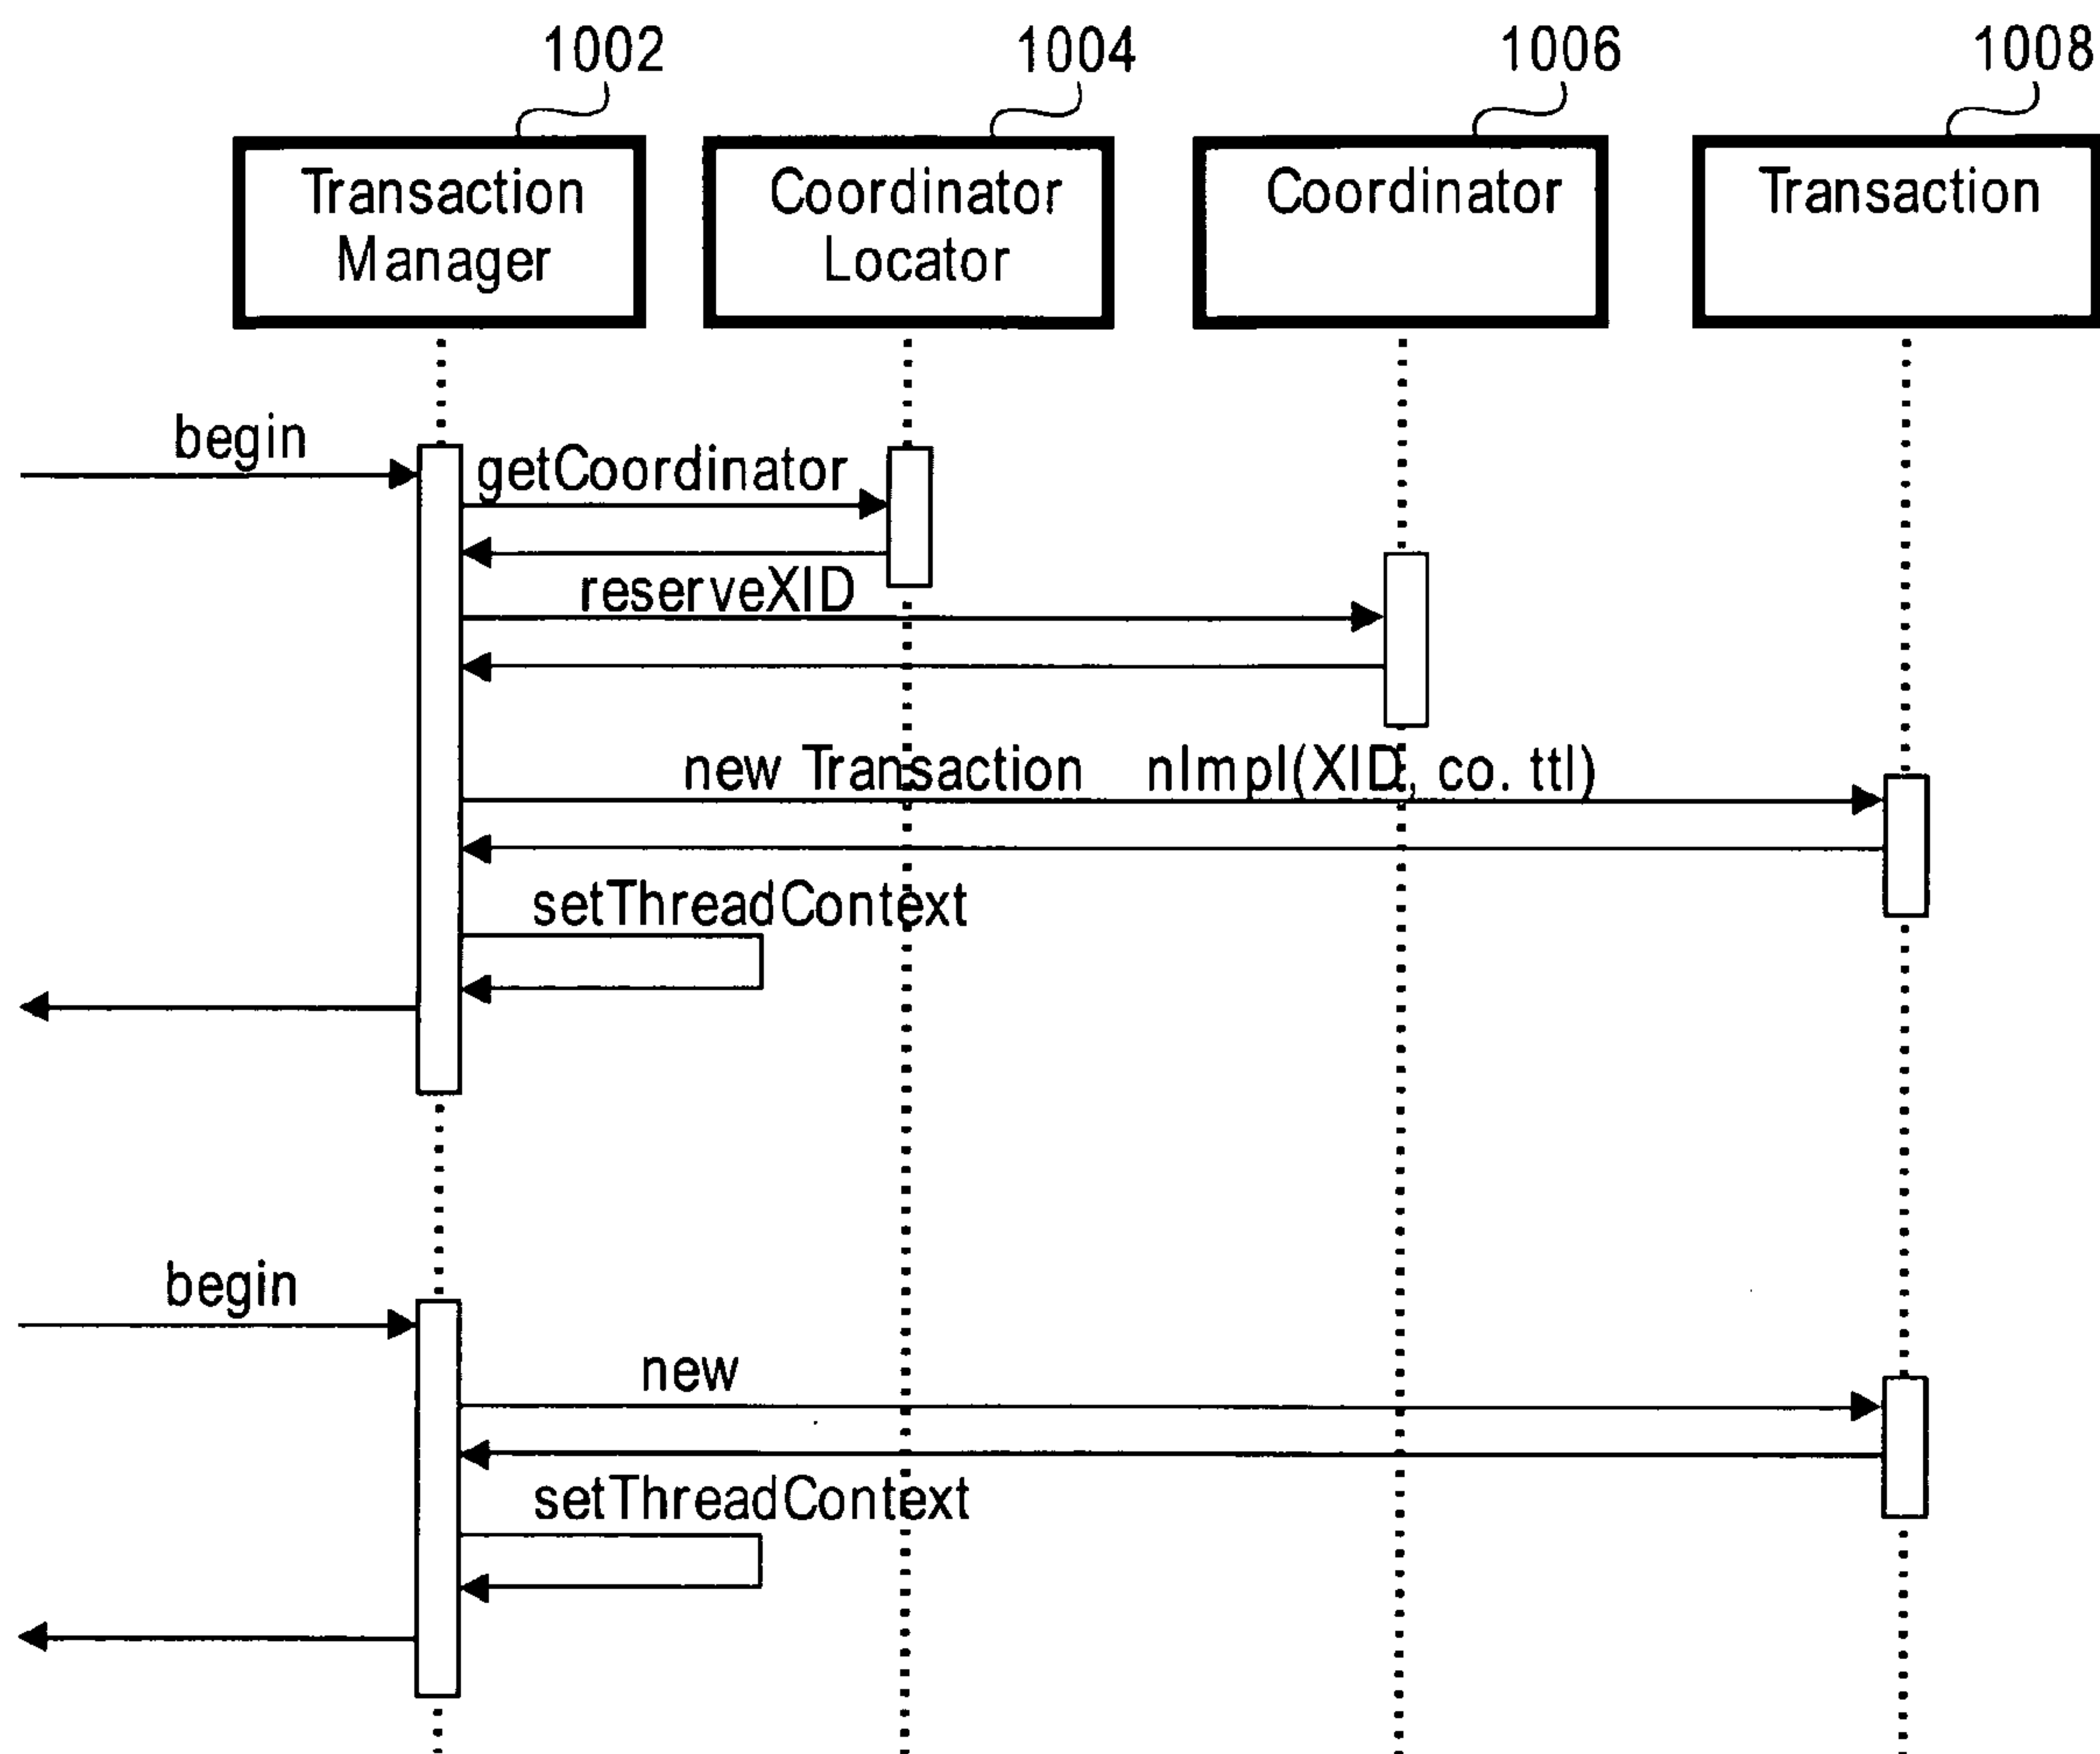 1002 1004 1006 1008
Transaction Manager
Coordinator Locator
Coordinator
Transaction
begin
getCoordinator
reserveXID
new Transaction nImpl(XID, co. ttl)
setThreadContext
begin
new
setThreadContext